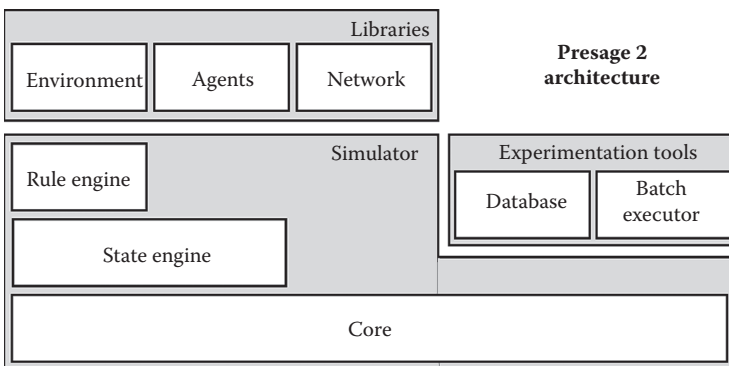 Libraries
Environment
Agents
Network
Presage 2
architecture
Simulator
Rule engine
State engine
Core
Experimentation tools
Database
Batch
executor